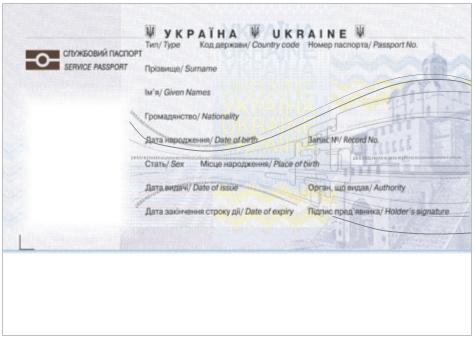 УКРАЇНА UKRAINE
СЛУЖБОВИЙ ПАСПОРТ
SERVICE PASSPORT
Тип/ Type Код держави/ Country code Номер паспорта/ Passport No.
Прізвище/ Surname
Ім'я/ Given Names
Громадянство/ Nationality
Дата народження/ Date of birth Запис №/ Record No.
Стать/ Sex Місце народження/ Place of birth
Дата видачі/ Date of issue Орган, що видав/ Authority
Дата закінчення строку дії/ Date of expiry Підпис пред'явника/ Holder's signature
УКРАЇНА
УКРАЇНА
УКРАЇНА